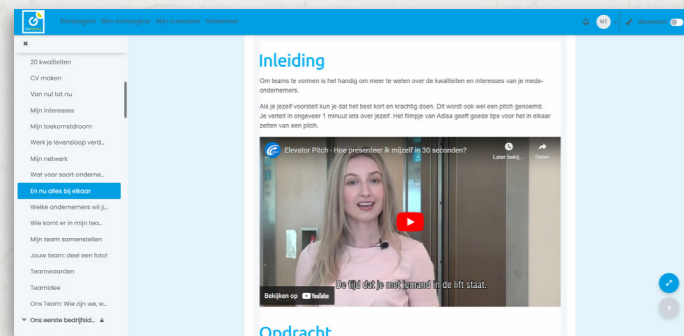 Startpagina Mijn startpagina Mijn cursussen Downloads
NT
Bewerken
×
20 kwaliteiten
CV maken
Van nul tot nu
Mijn interesses
Mijn toekomstdroom
Werk je levensloop verd...
Mijn netwerk
Wat voor soort onderne...
En nu alles bij elkaar
Welke ondernemers wil ji...
Wie komt er in mijn tea...
Mijn team samenstellen
Jouw team: deel een foto!
Teamwaarden
Teamidee
Ons Team: Wie zijn we, w...
Ons eerste bedrijfsid...
Inleiding
Om teams te vormen is het handig om meer te weten over de kwaliteiten en interesses van je mede-
ondernemers.
Als je jezelf voorstelt kun je dat het best kort en krachtig doen. Dit wordt ook wel een pitch genoemd.
Je vertelt in ongeveer 1 minuut iets over jezelf. Het filmpje van Adisa geeft goede tips voor het in elkaar
zetten van een pitch.
Elevator Pitch - Hoe presenteer ik mijzelf in 30 seconden?
Later bekij...
Delen
De tijd dat je met iemand in de lift staat.
Bekijken op YouTube
Opdracht
?